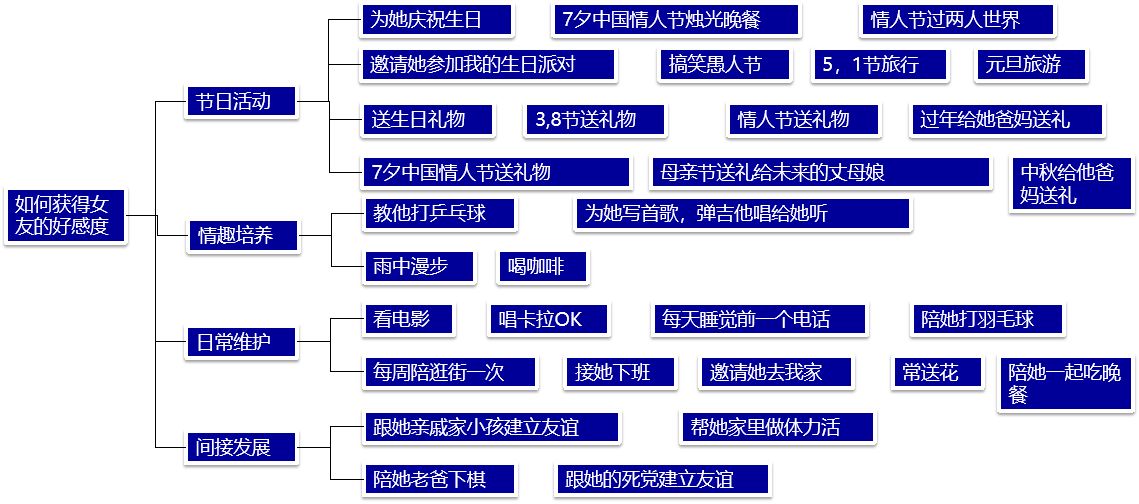 为她庆祝生日
7夕中国情人节烛光晚餐
情人节过两人世界
邀请她参加我的生日派对
搞笑愚人节
5，1节旅行
元旦旅游
节日活动
送生日礼物
3,8节送礼物
情人节送礼物
过年给她爸妈送礼
7夕中国情人节送礼物
母亲节送礼给未来的丈母娘
中秋给他爸
妈送礼
如何获得女
友的好感度
情趣培养
教他打乒乓球
为她写首歌，弹吉他唱给她听
雨中漫步
喝咖啡
日常维护
看电影
唱卡拉OK
每天睡觉前一个电话
陪她打羽毛球
每周陪逛街一次
接她下班
邀请她去我家
常送花
陪她一起吃晚
餐
间接发展
跟她亲戚家小孩建立友谊
帮她家里做体力活
陪她老爸下棋
跟她的死党建立友谊